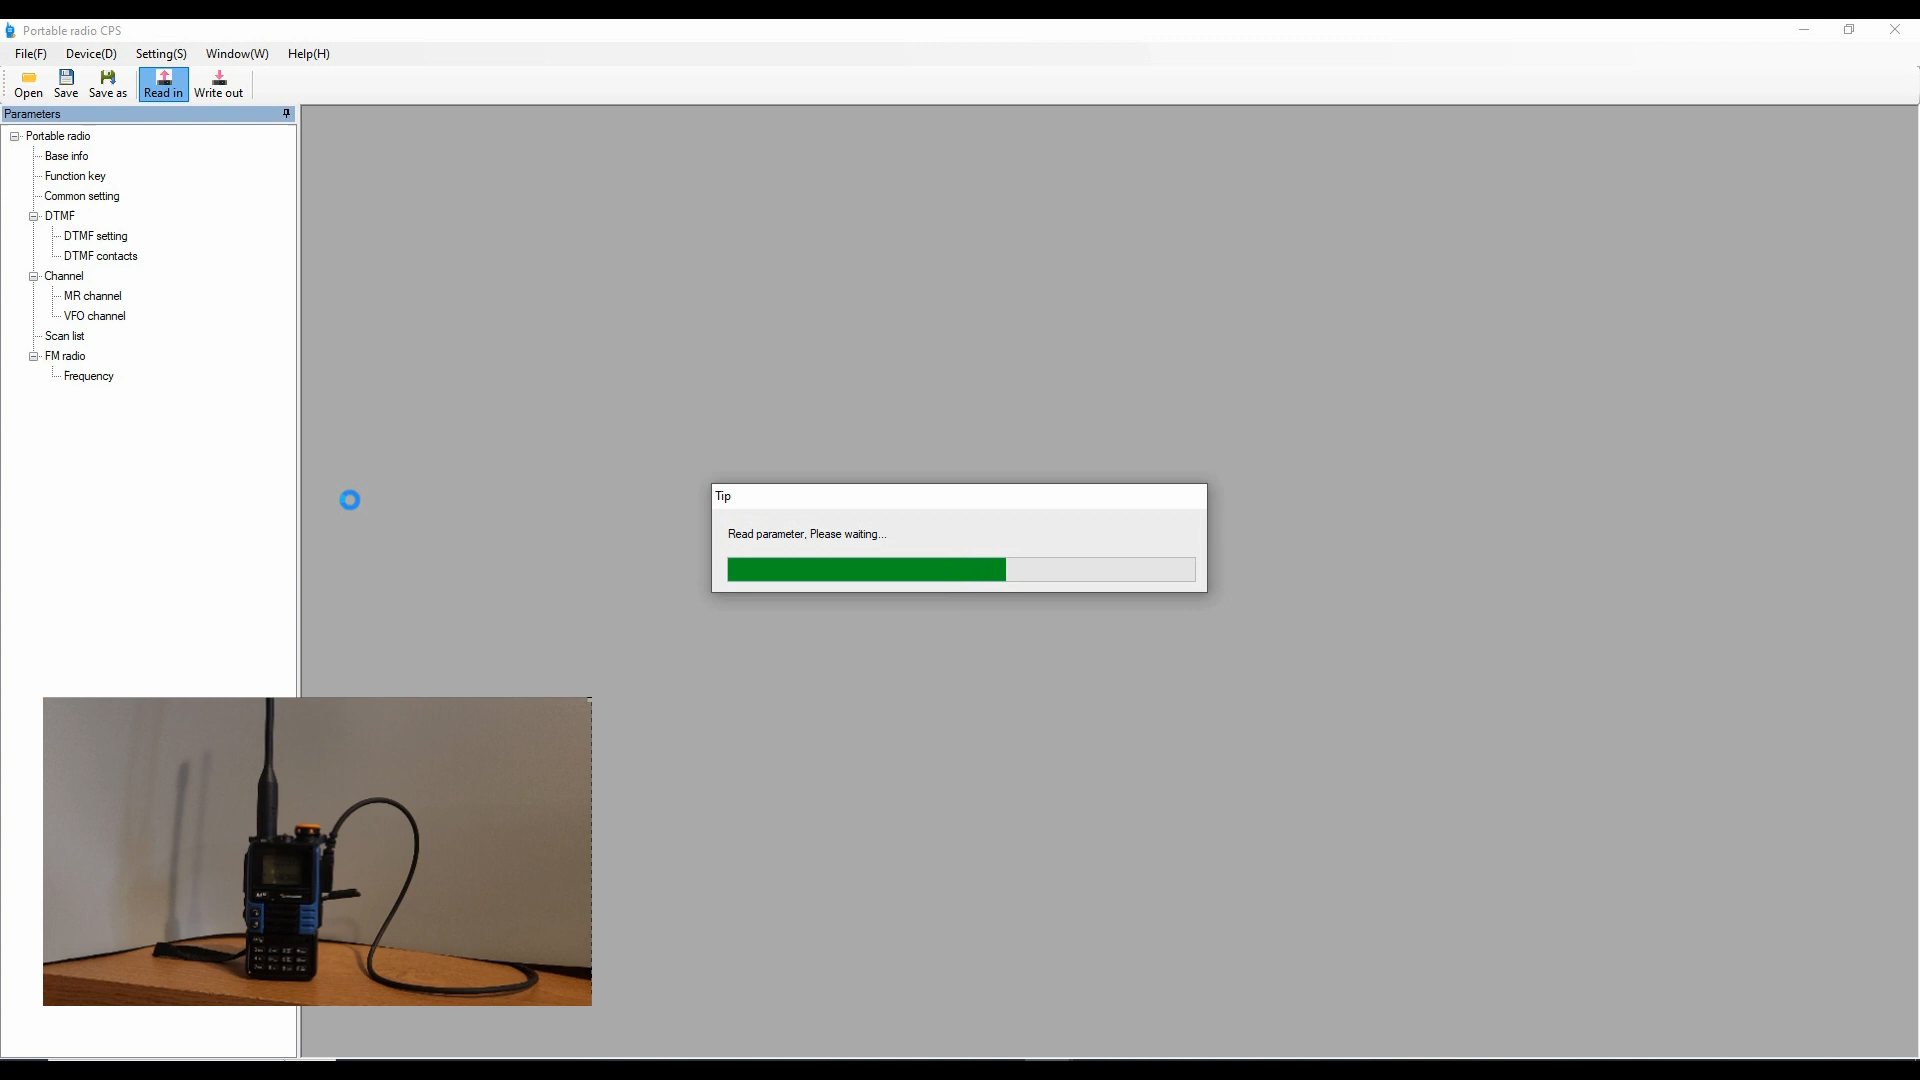 Portable radio CPS
File(F) Device(D) Setting(S) Window(W) Help(H)
Open Save Save as Read in Write out
Parameters
Portable radio
Base info
Function key
Common setting
DTMF
DTMF setting
DTMF contacts
Channel
MR channel
VFO channel
Scan list
FM radio
Frequency
Tip
Read parameter, Please waiting...